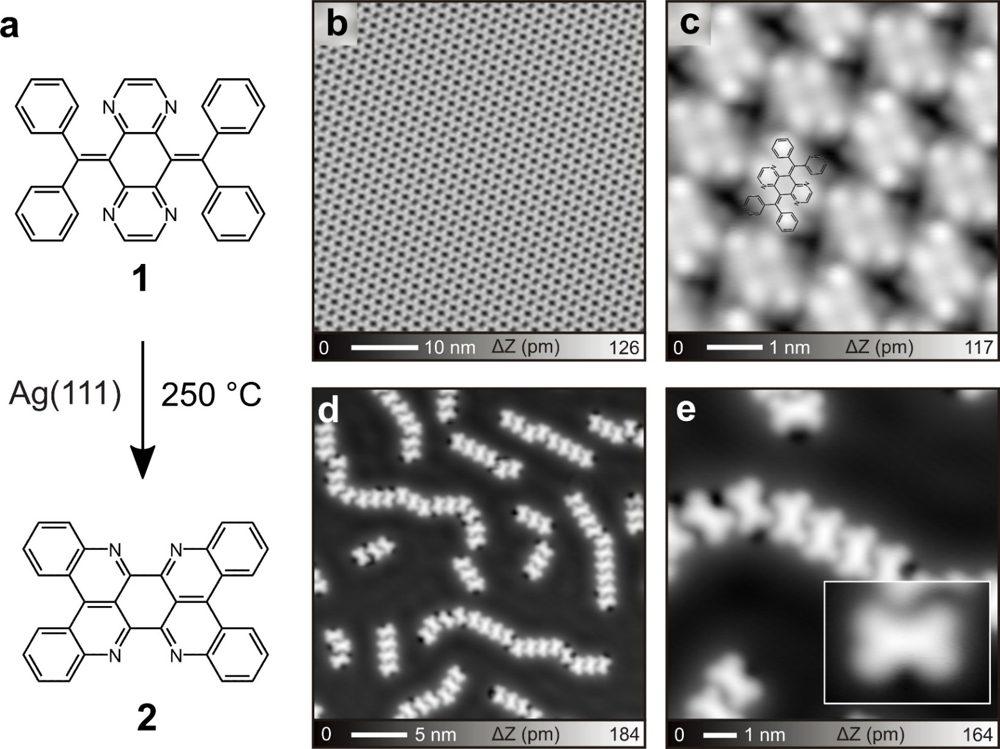 a
N N
N N
1
Ag(111) 250 °C
N N
N N
2
b
0 10 nm ΔZ (pm) 126
c
N
N N
N
0 1 nm ΔZ (pm) 117
d
0 5 nm ΔZ (pm) 184
e
0 1 nm ΔZ (pm) 164